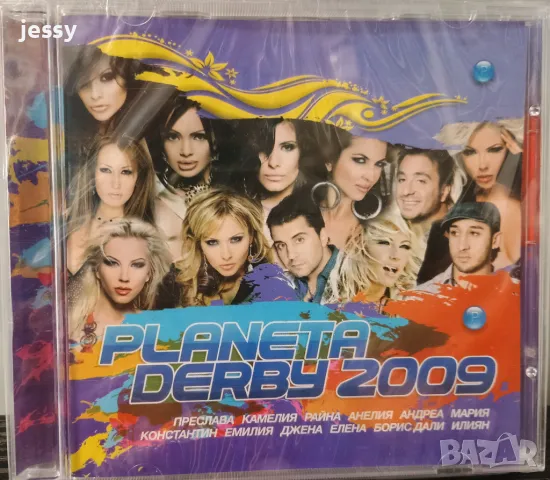 jessy
PLANETA
DERBY 2009
ПРЕСЛАВА КАМЕЛИЯ РАЙНА АНЕЛИЯ АНДРЕА МАРИЯ
КОНСТАНТИН ЕМИЛИЯ ДЖЕНА ЕЛЕНА БОРИС ДАЛИ ИЛИЯН
BAZAR